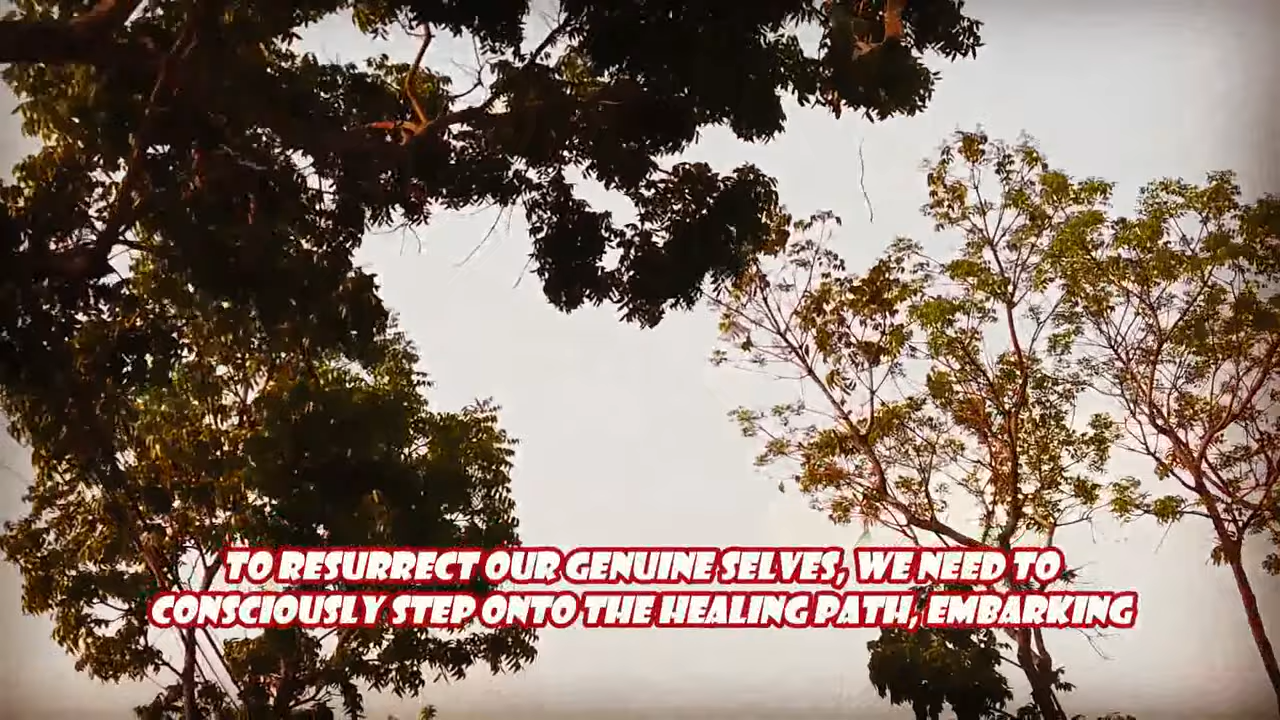 TO RESURRECT OUR GENUINE SELVES, WE NEED TO
CONSCIOUSLY STEP ONTO THE HEALING PATH, EMBARKING